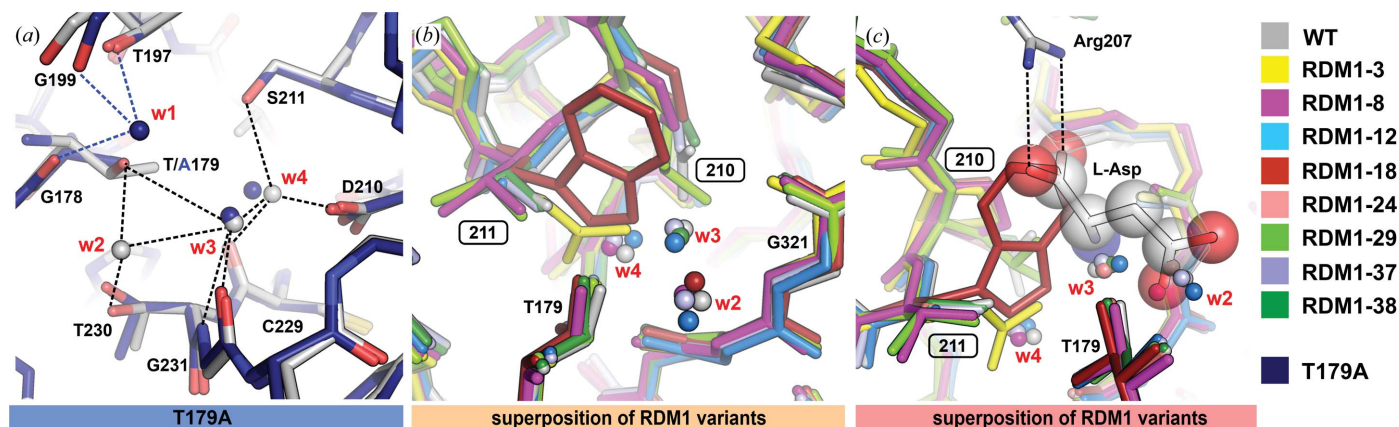 (a)
T197
G199
w1
S211
T/A179
G178
w4
D210
w2
w3
T230
C229
G231
T179A
(b)
210
211
w3
w4
G321
T179
w2
superposition of RDM1 variants
(c)
Arg207
210
L-Asp
w3
w2
211
w4
T179
superposition of RDM1 variants
WT
RDM1-3
RDM1-8
RDM1-12
RDM1-18
RDM1-24
RDM1-29
RDM1-37
RDM1-38
T179A